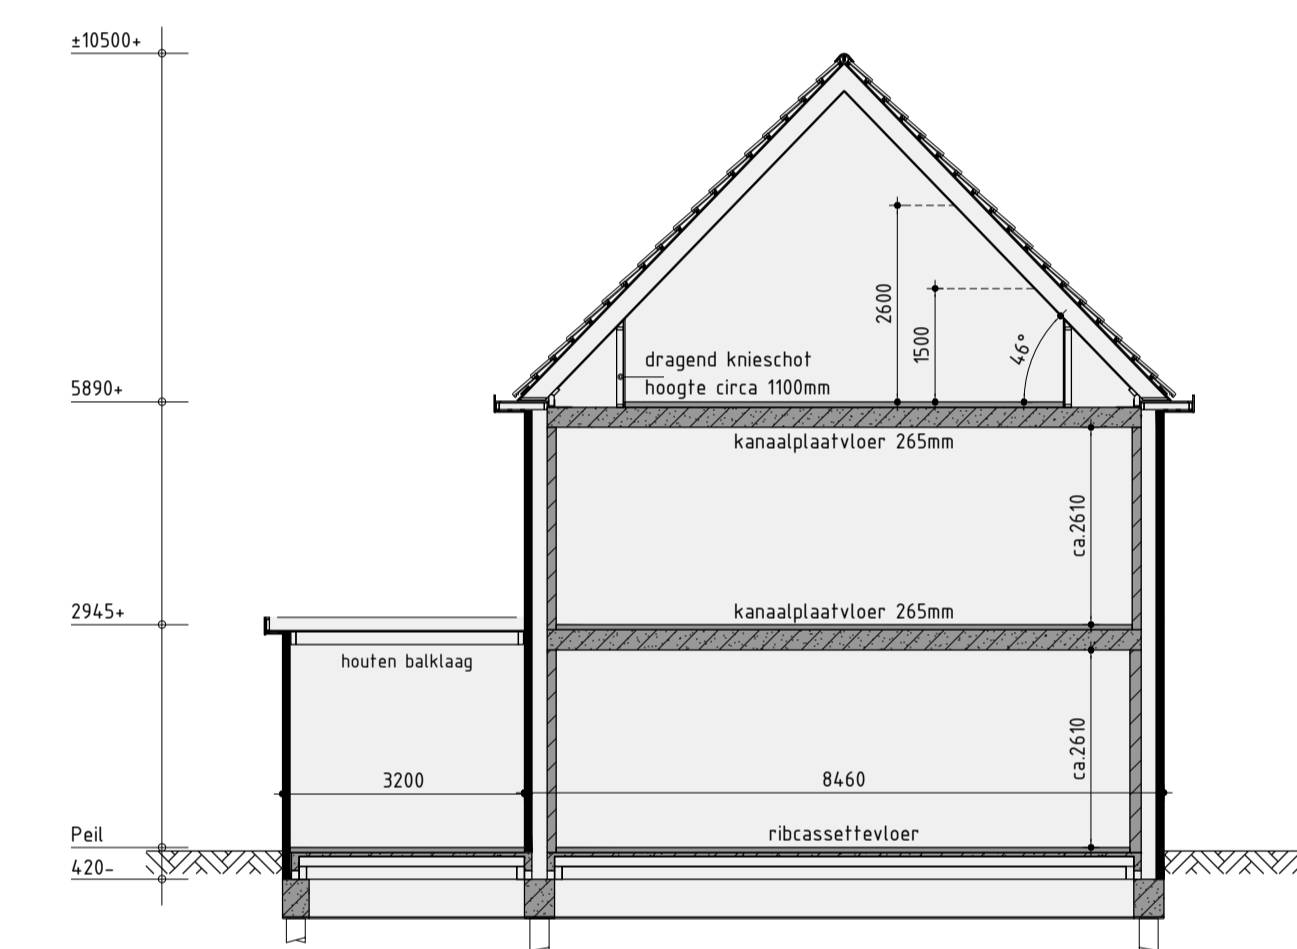 ±10500+
2600
1500
46°
dragend knieschot
hoogte circa 1100mm
5890+
kanaalplaatvloer 265mm
ca.2610
2945+
kanaalplaatvloer 265mm
houten balklaag
ca.2610
3200
8460
Peil
ribcassettevloer
420-